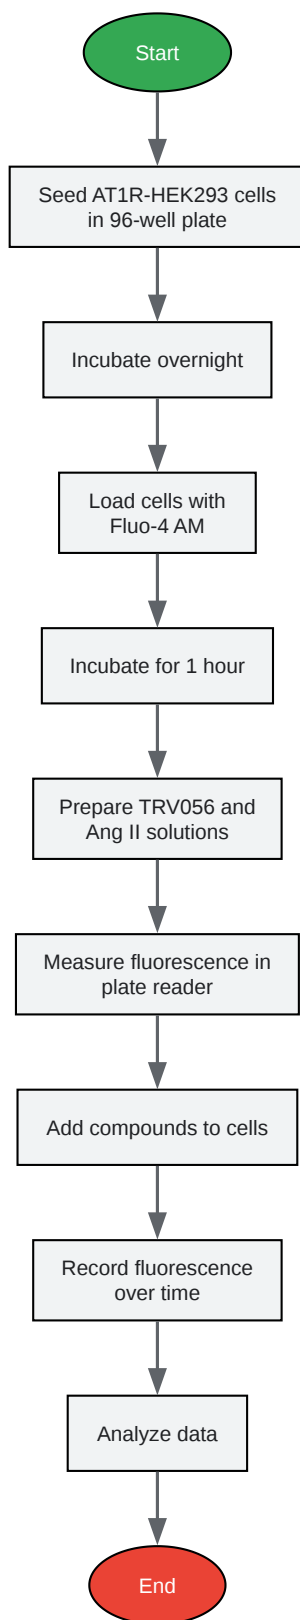 Start
Seed AT1R-HEK293 cells
in 96-well plate
Incubate overnight
Load cells with
Fluo-4 AM
Incubate for 1 hour
Prepare TRV056 and
Ang II solutions
Measure fluorescence in
plate reader
Add compounds to cells
Record fluorescence
over time
Analyze data
End